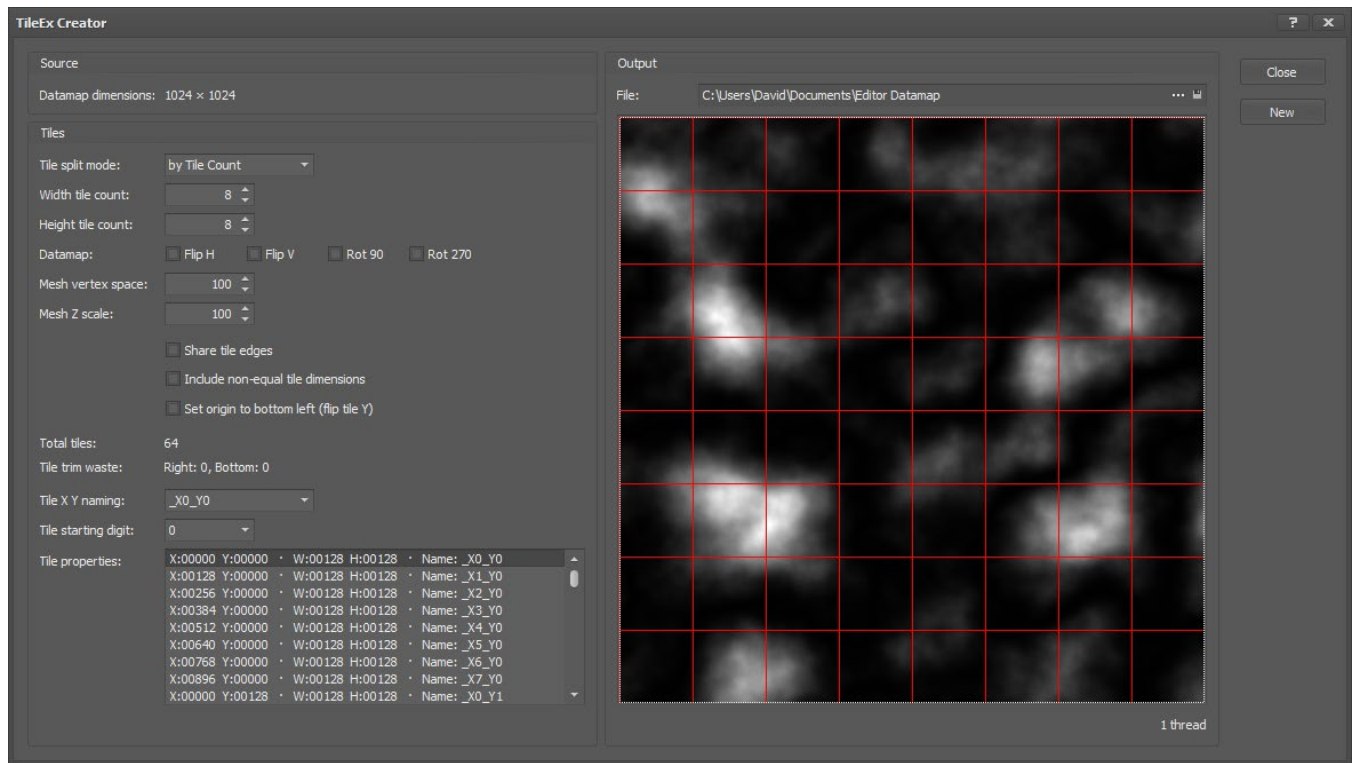 TileEx Creator
? x
Source
Datamap dimensions: 1024 × 1024
Tiles
Tile split mode: by Tile Count
Width tile count: 8
Height tile count: 8
Datamap: Flip H Flip V Rot 90 Rot 270
Mesh vertex space: 100
Mesh Z scale: 100
Share tile edges
Include non-equal tile dimensions
Set origin to bottom left (flip tile Y)
Total tiles: 64
Tile trim waste: Right: 0, Bottom: 0
Tile X Y naming: _X0_Y0
Tile starting digit: 0
Tile properties:
X:00000 Y:00000 · W:00128 H:00128 · Name: _X0_Y0
X:00128 Y:00000 · W:00128 H:00128 · Name: _X1_Y0
X:00256 Y:00000 · W:00128 H:00128 · Name: _X2_Y0
X:00384 Y:00000 · W:00128 H:00128 · Name: _X3_Y0
X:00512 Y:00000 · W:00128 H:00128 · Name: _X4_Y0
X:00640 Y:00000 · W:00128 H:00128 · Name: _X5_Y0
X:00768 Y:00000 · W:00128 H:00128 · Name: _X6_Y0
X:00896 Y:00000 · W:00128 H:00128 · Name: _X7_Y0
X:00000 Y:00128 · W:00128 H:00128 · Name: _X0_Y1
Output
File: C:\Users\David\Documents\Editor Datamap ...
1 thread
Close
New